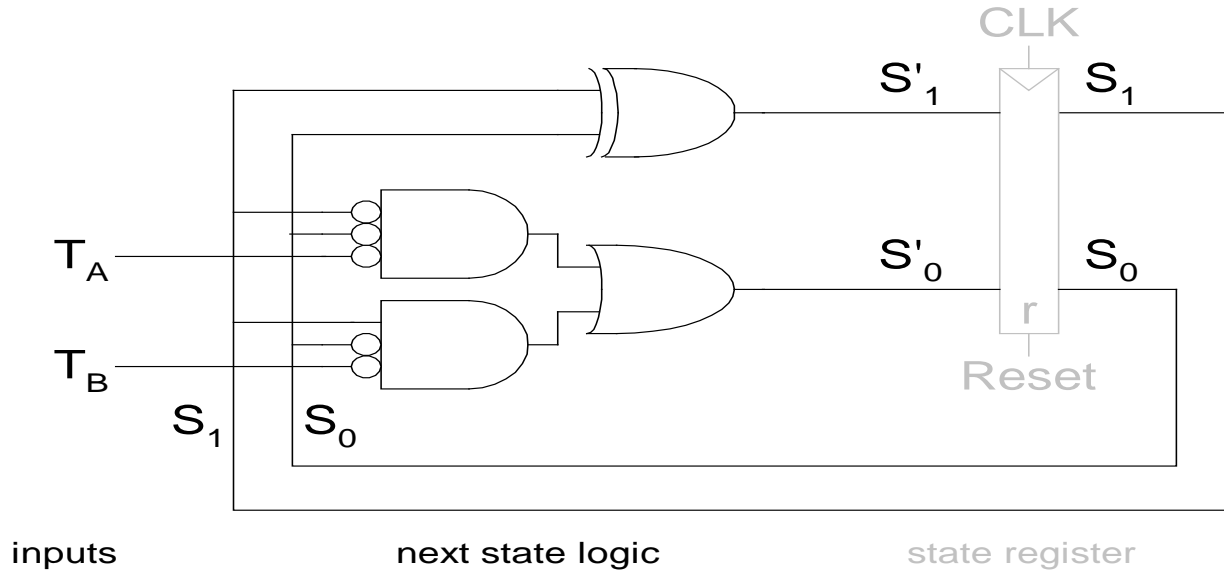 CLK
S'1
S1
TA
S'0
S0
r
TB
Reset
S1
S0
inputs
next state logic
state register